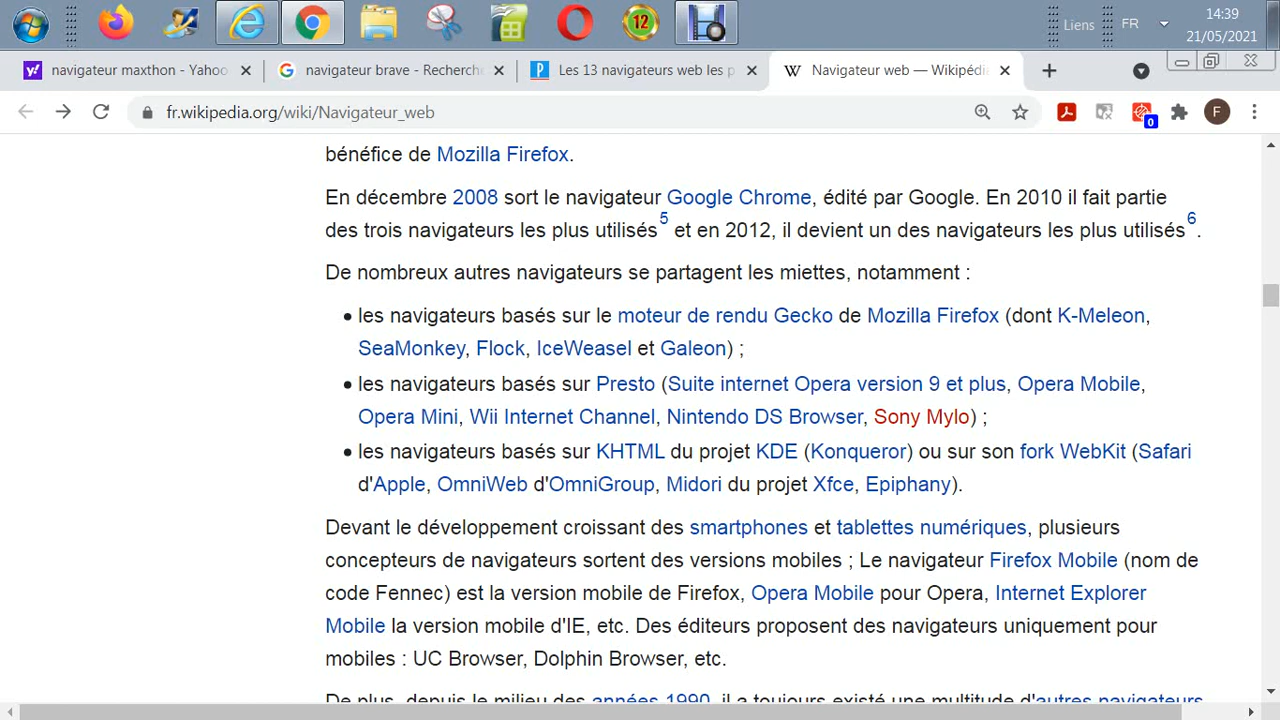 12
Liens
FR
14:39
21/05/2021
navigateur maxthon - Yahoo
navigateur brave - Recherche
Les 13 navigateurs web les p
Navigateur web — Wikipédi
fr.wikipedia.org/wiki/Navigateur_web
0
F
bénéfice de Mozilla Firefox.
En décembre 2008 sort le navigateur Google Chrome, édité par Google. En 2010 il fait partie
des trois navigateurs les plus utilisés5 et en 2012, il devient un des navigateurs les plus utilisés6.
De nombreux autres navigateurs se partagent les miettes, notamment :
• les navigateurs basés sur le moteur de rendu Gecko de Mozilla Firefox (dont K-Meleon,
SeaMonkey, Flock, IceWeasel et Galeon) ;
• les navigateurs basés sur Presto (Suite internet Opera version 9 et plus, Opera Mobile,
Opera Mini, Wii Internet Channel, Nintendo DS Browser, Sony Mylo) ;
• les navigateurs basés sur KHTML du projet KDE (Konqueror) ou sur son fork WebKit (Safari
d'Apple, OmniWeb d'OmniGroup, Midori du projet Xfce, Epiphany).
Devant le développement croissant des smartphones et tablettes numériques, plusieurs
concepteurs de navigateurs sortent des versions mobiles ; Le navigateur Firefox Mobile (nom de
code Fennec) est la version mobile de Firefox, Opera Mobile pour Opera, Internet Explorer
Mobile la version mobile d'IE, etc. Des éditeurs proposent des navigateurs uniquement pour
mobiles : UC Browser, Dolphin Browser, etc.
De plus, depuis le milieu des années 1990, il a toujours existé une multitude d'autres navigateurs